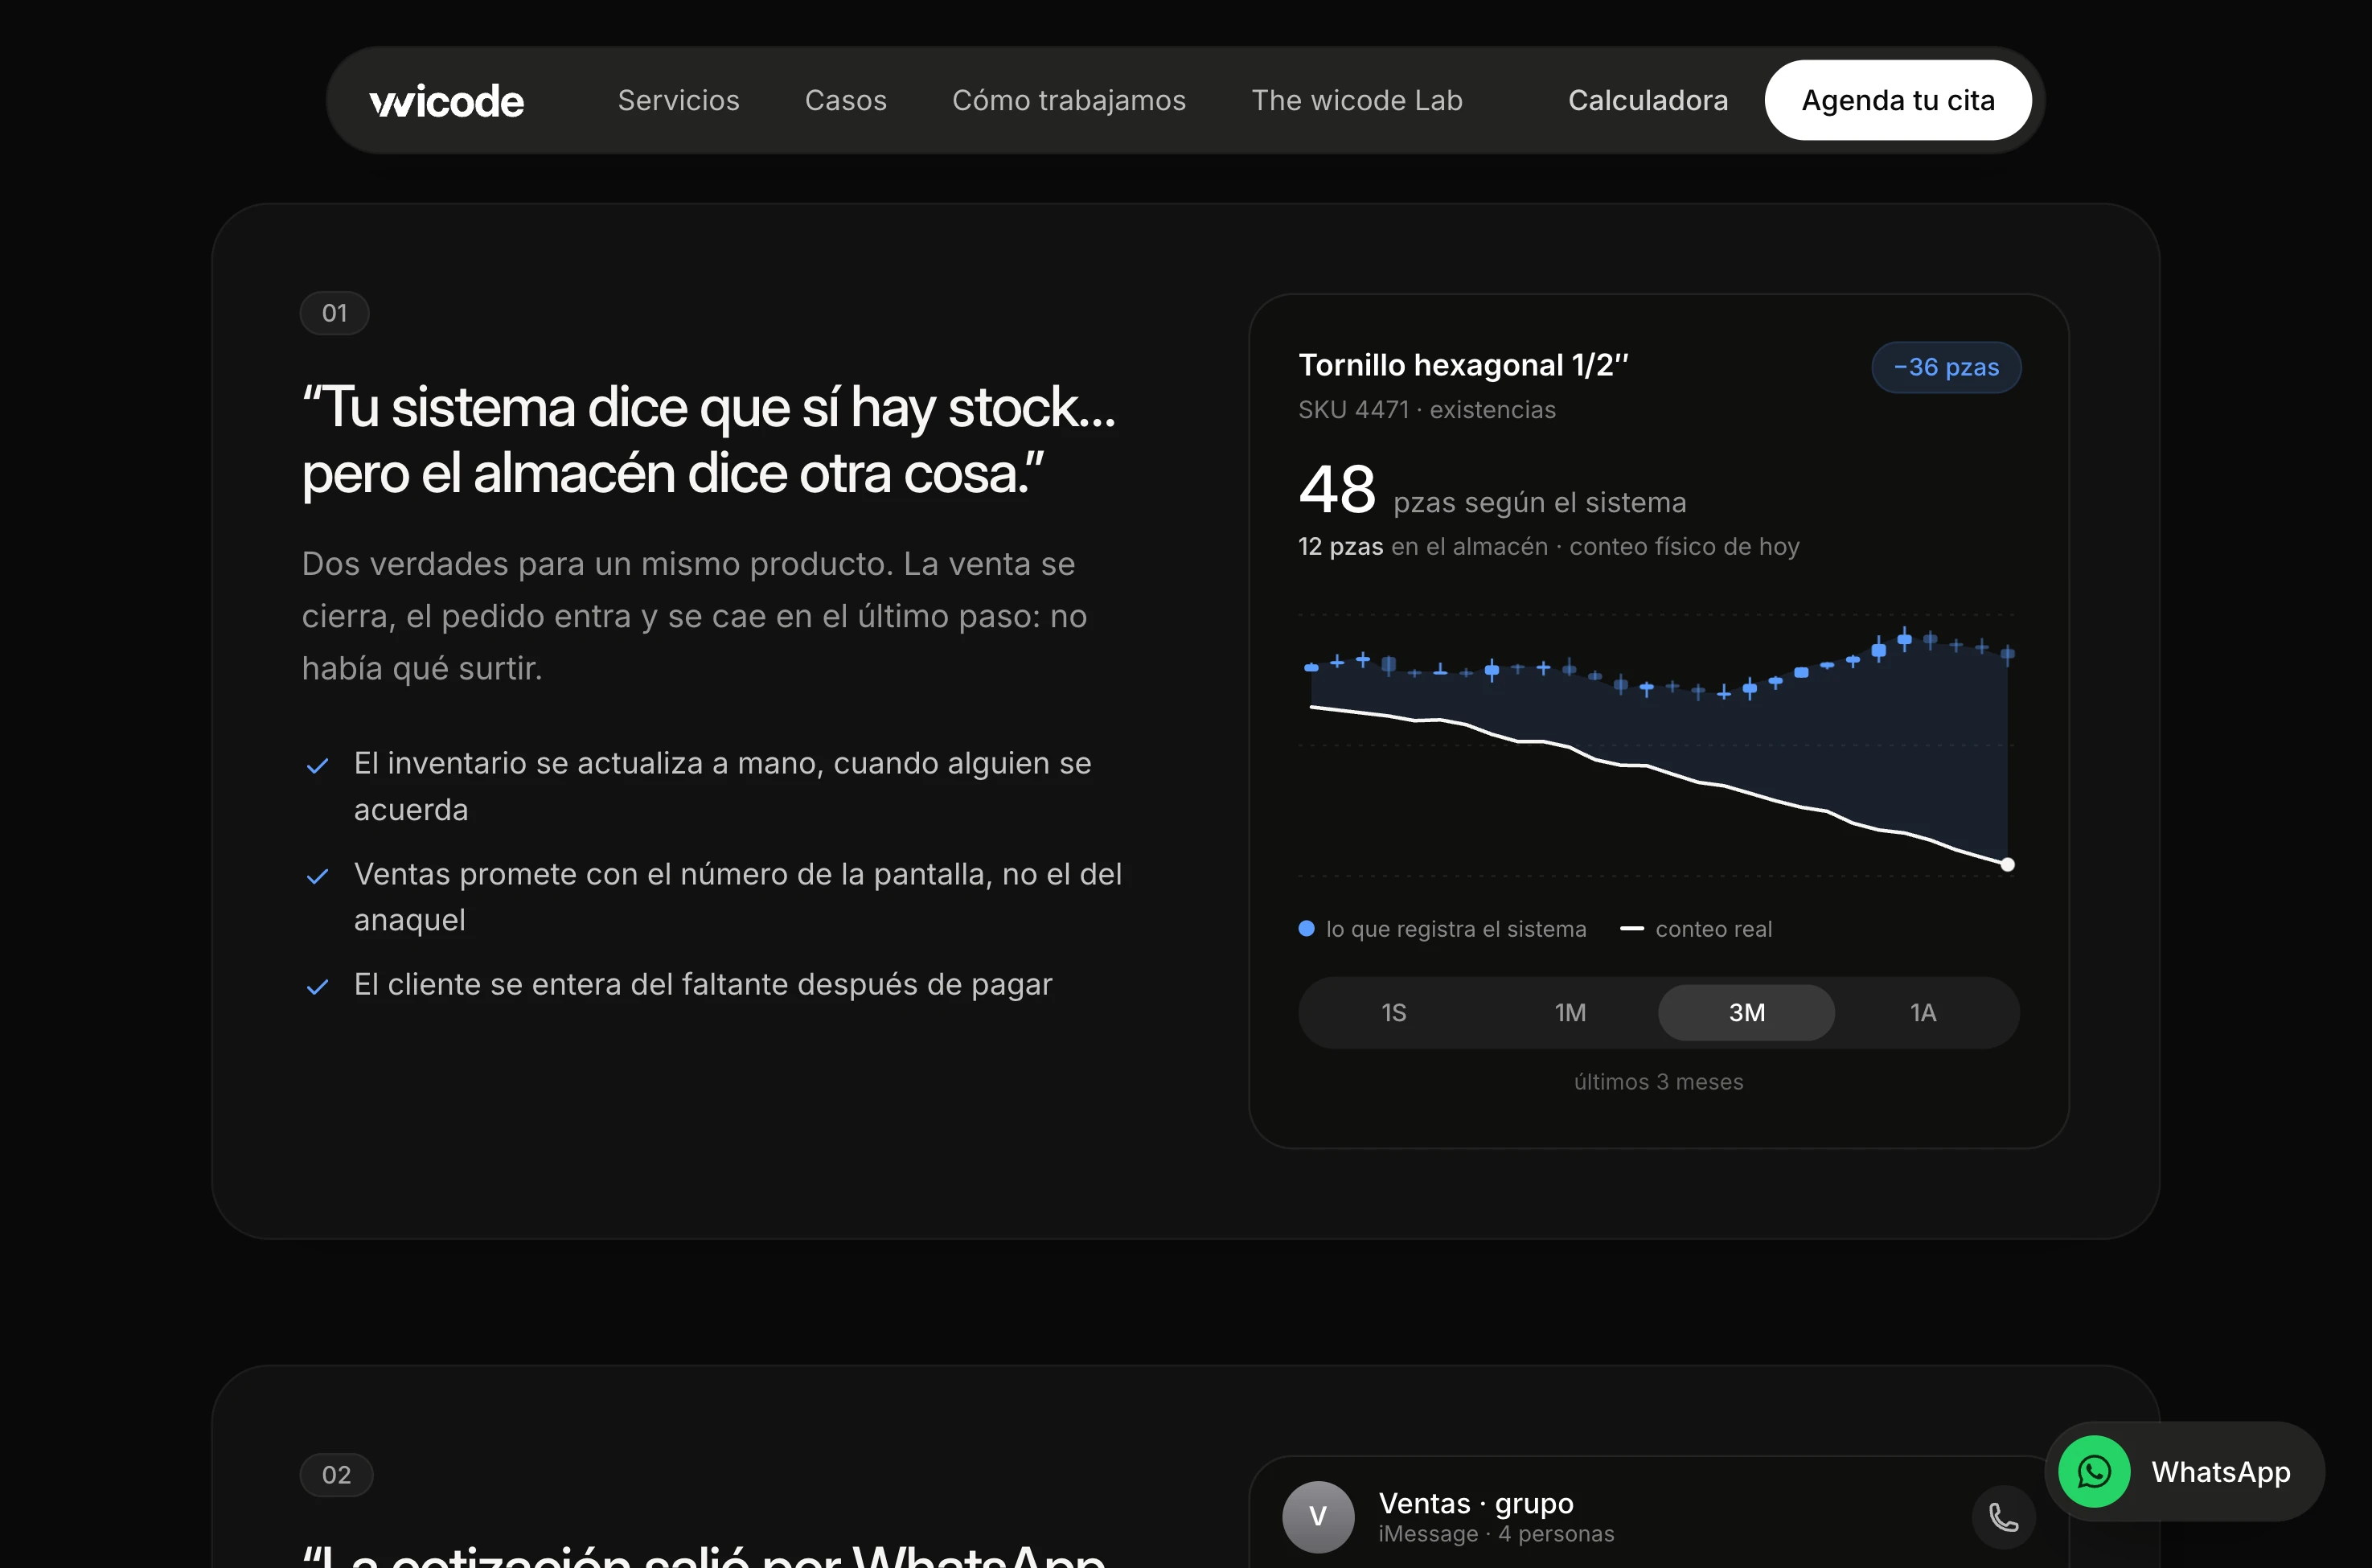 wicode
Servicios
Casos
Cómo trabajamos
The wicode Lab
Calculadora
Agenda tu cita
01
“Tu sistema dice que sí hay stock…
pero el almacén dice otra cosa.”
Dos verdades para un mismo producto. La venta se
cierra, el pedido entra y se cae en el último paso: no
había qué surtir.
El inventario se actualiza a mano, cuando alguien se
acuerda
Ventas promete con el número de la pantalla, no el del
anaquel
El cliente se entera del faltante después de pagar
Tornillo hexagonal 1/2″
−36 pzas
SKU 4471 · existencias
48 pzas según el sistema
12 pzas en el almacén · conteo físico de hoy
lo que registra el sistema
conteo real
1S
1M
3M
1A
últimos 3 meses
02
“La cotización salió por WhatsApp
V
Ventas · grupo
iMessage · 4 personas
WhatsApp